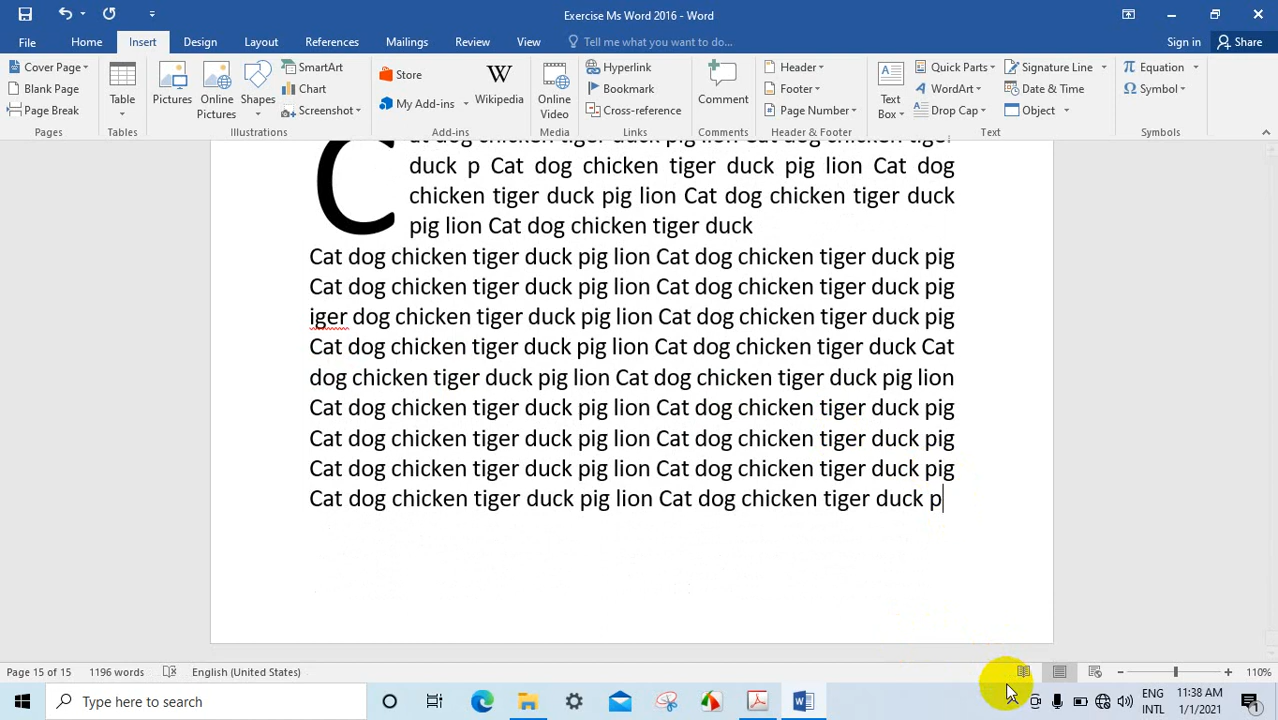 Exercise Ms Word 2016 - Word
File Home Insert Design Layout References Mailings Review View Tell me what you want to do... Sign in Share
Cover Page
Blank Page
Page Break
Pages
Table
Tables
Pictures
Online Pictures
Shapes
SmartArt
Chart
Screenshot
Illustrations
Store
My Add-ins
Wikipedia
Add-ins
Online Video
Media
Hyperlink
Bookmark
Cross-reference
Links
Comment
Comments
Header
Footer
Page Number
Header & Footer
Text Box
Quick Parts
WordArt
Drop Cap
Signature Line
Date & Time
Object
Text
Equation
Symbol
Symbols
Cat dog chicken tiger duck pig lion Cat dog chicken tiger
duck p Cat dog chicken tiger duck pig lion Cat dog
chicken tiger duck pig lion Cat dog chicken tiger duck
pig lion Cat dog chicken tiger duck
Cat dog chicken tiger duck pig lion Cat dog chicken tiger duck pig
Cat dog chicken tiger duck pig lion Cat dog chicken tiger duck pig
iger dog chicken tiger duck pig lion Cat dog chicken tiger duck pig
Cat dog chicken tiger duck pig lion Cat dog chicken tiger duck Cat
dog chicken tiger duck pig lion Cat dog chicken tiger duck pig lion
Cat dog chicken tiger duck pig lion Cat dog chicken tiger duck pig
Cat dog chicken tiger duck pig lion Cat dog chicken tiger duck pig
Cat dog chicken tiger duck pig lion Cat dog chicken tiger duck pig
Cat dog chicken tiger duck pig lion Cat dog chicken tiger duck p
Page 15 of 15 1196 words English (United States) 110%
Type here to search
ENG 11:38 AM
INTL 1/1/2021